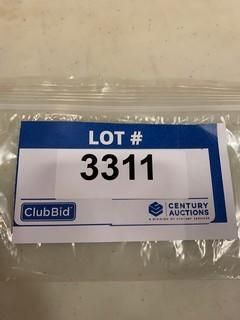 LOT #
3311
ClubBid
CENTURY
AUCTIONS
A DIVISION OF CENTURY SERVICES